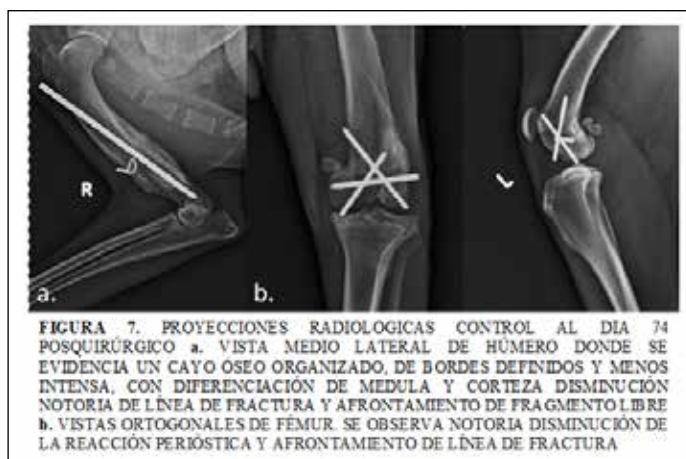 R
a.
b.
FIGURA 7. PROYECCIONES RADIOLOGICAS CONTROL AL DIA 74
POSQUIRÚRGICO a. VISTA MEDIO LATERAL DE HÚMERO DONDE SE
EVIDENCIA UN CAYO ÓSEO ORGANIZADO, DE BORDES DEFINIDOS Y MENOS
INTENSA, CON DIFERENCIACIÓN DE MEDULA Y CORTEZA DISMINUCIÓN
NOTORIA DE LÍNEA DE FRACTURA Y AFRONTAMIENTO DE FRAGMENTO LIBRE
b. VISTAS ORTOGONALES DE FÉMUR. SE OBSERVA NOTORIA DISMINUCIÓN DE
LA REACCIÓN PERIÓSTICA Y AFRONTAMIENTO DE LÍNEA DE FRACTURA